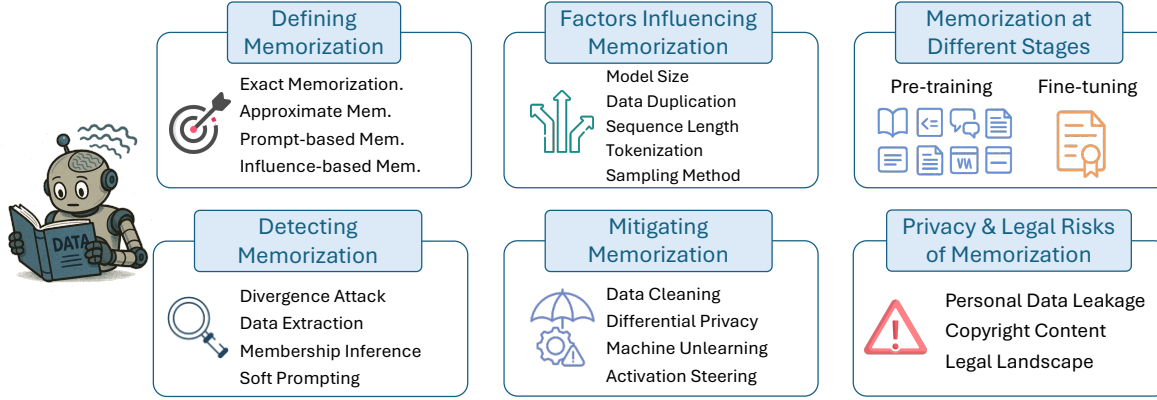 Defining
Memorization
Exact Memorization.
Approximate Mem.
Prompt-based Mem.
Influence-based Mem.
Factors Influencing
Memorization
Model Size
Data Duplication
Sequence Length
Tokenization
Sampling Method
Memorization at
Different Stages
Pre-training
Fine-tuning
DATA
Detecting
Memorization
Divergence Attack
Data Extraction
Membership Inference
Soft Prompting
Mitigating
Memorization
Data Cleaning
Differential Privacy
Machine Unlearning
Activation Steering
Privacy & Legal Risks
of Memorization
Personal Data Leakage
Copyright Content
Legal Landscape